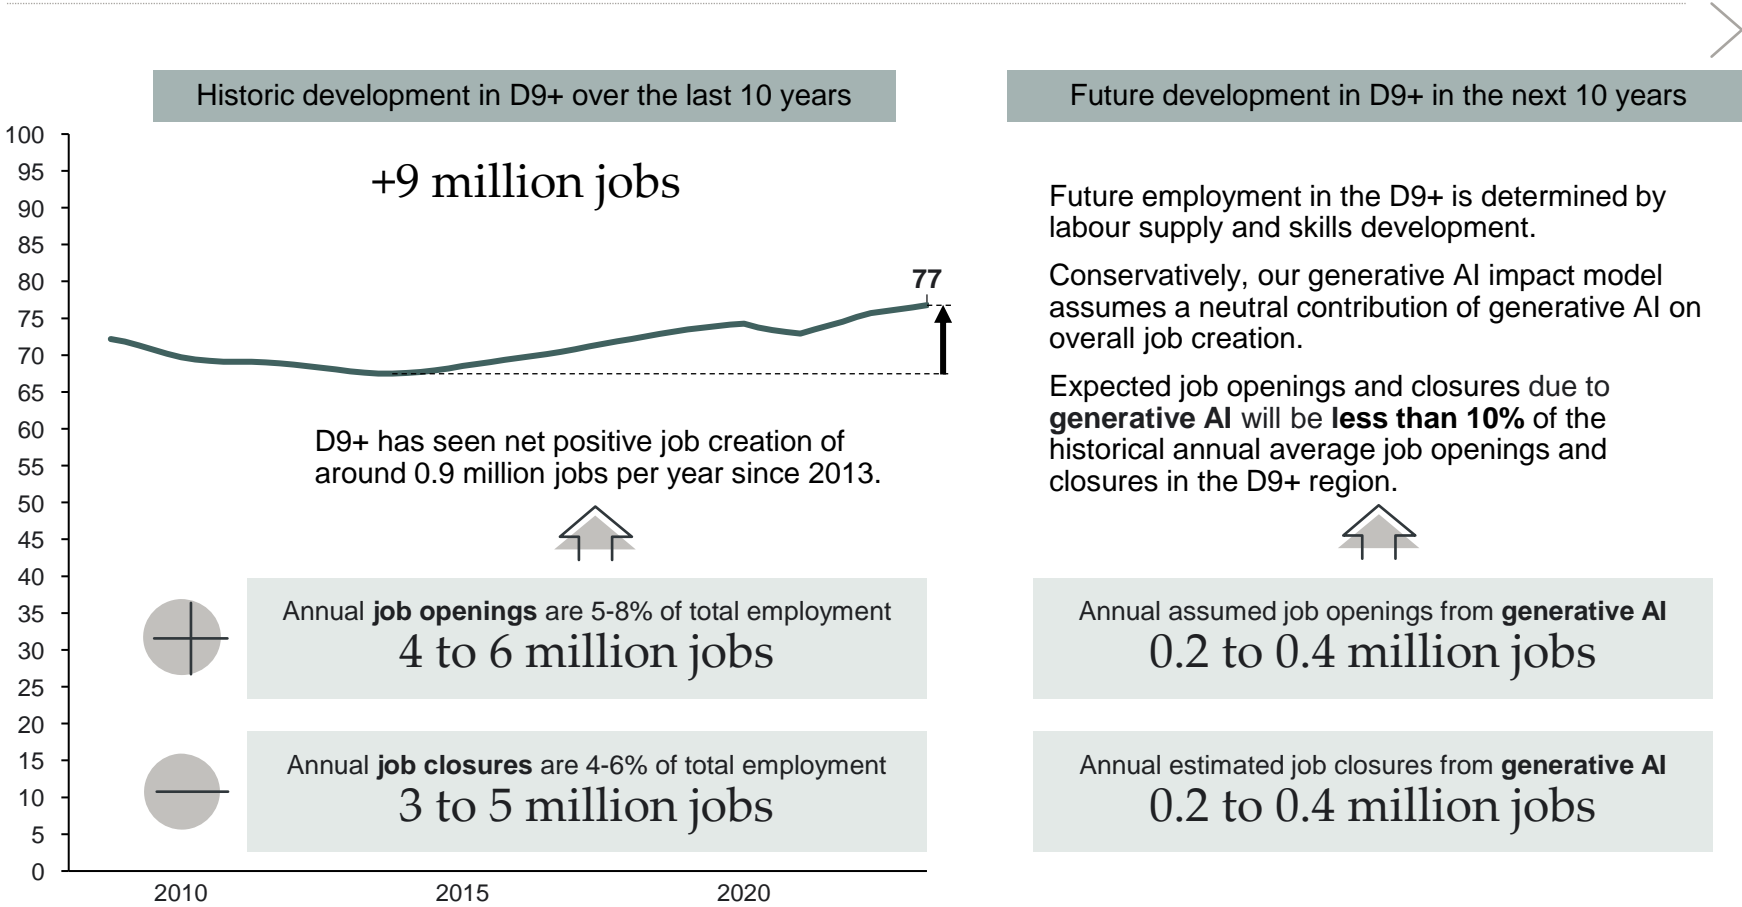 Historic development in D9+ over the last 10 years
100
95
90
85
80
75
70
65
60
55
50
45
40
35
30
25
20
15
10
5
0
+9 million jobs
77
D9+ has seen net positive job creation of
around 0.9 million jobs per year since 2013.
Annual job openings are 5-8% of total employment
4 to 6 million jobs
Annual job closures are 4-6% of total employment
3 to 5 million jobs
2010
2015
2020
Future development in D9+ in the next 10 years
Future employment in the D9+ is determined by
labour supply and skills development.
Conservatively, our generative AI impact model
assumes a neutral contribution of generative AI on
overall job creation.
Expected job openings and closures due to
generative AI will be less than 10% of the
historical annual average job openings and
closures in the D9+ region.
Annual assumed job openings from generative AI
0.2 to 0.4 million jobs
Annual estimated job closures from generative AI
0.2 to 0.4 million jobs